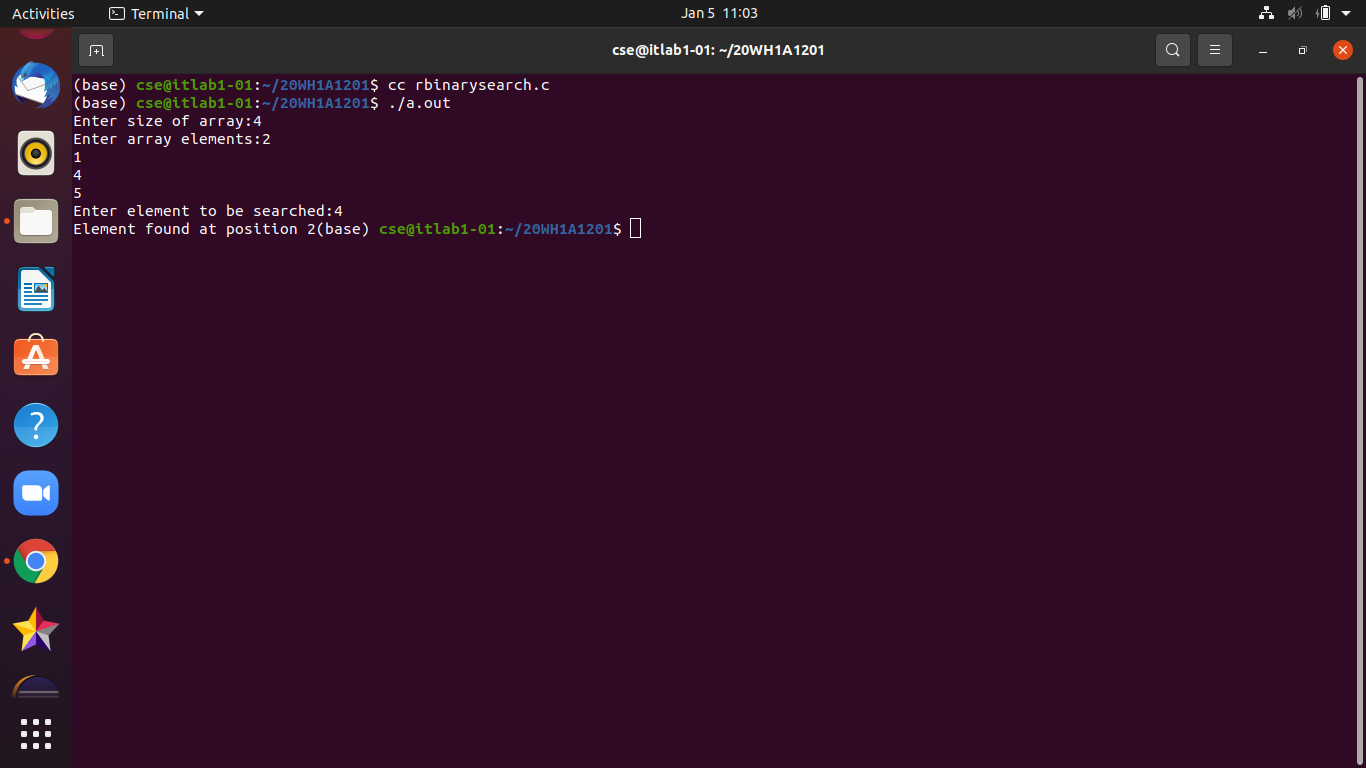 Activities Terminal Jan 5 11:03
cse@itlab1-01: ~/20WH1A1201
(base) cse@itlab1-01:~/20WH1A1201$ cc rbinarysearch.c
(base) cse@itlab1-01:~/20WH1A1201$ ./a.out
Enter size of array:4
Enter array elements:2
1
4
5
Enter element to be searched:4
Element found at position 2(base) cse@itlab1-01:~/20WH1A1201$